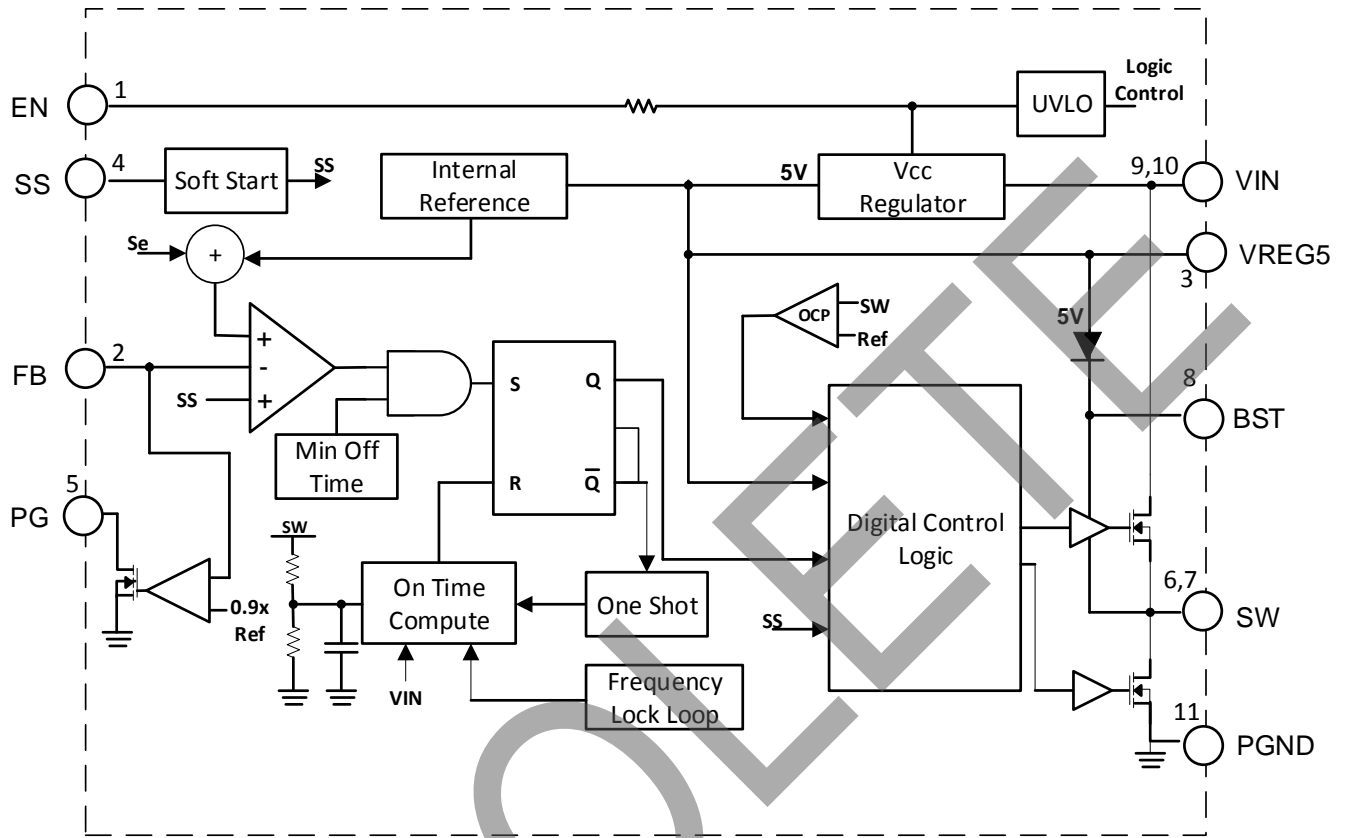 EN
1
UVLO
Logic
Control
SS
4
Soft Start
SS
Internal
Reference
5V
Vcc
Regulator
9,10
VIN
Se
+
VREG5
3
OCP
SW
Ref
5V
FB
2
+
-
SS
+
S
Q
R
Q
8
BST
Min Off
Time
5
PG
Digital Control
Logic
SW
0.9x
Ref
On Time
Compute
One Shot
SS
6,7
SW
VIN
Frequency
Lock Loop
11
PGND
OLETE